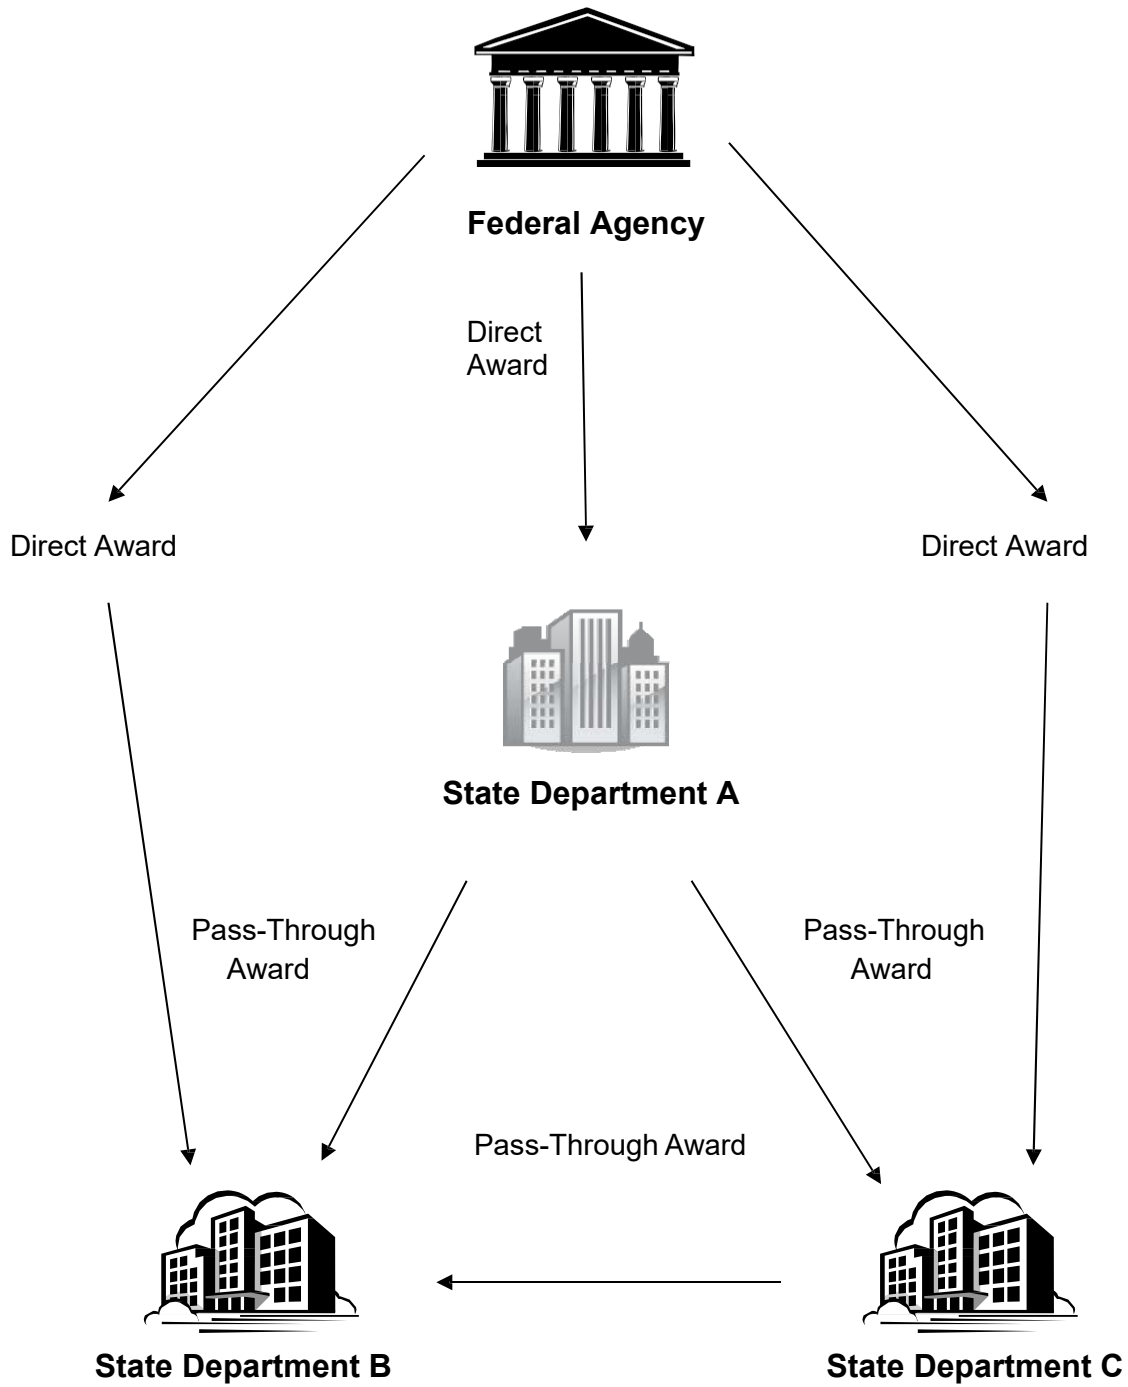 Federal Agency
Direct
Award
Direct Award
Direct Award
State Department A
Pass-Through
Award
Pass-Through
Award
Pass-Through Award
State Department B
State Department C